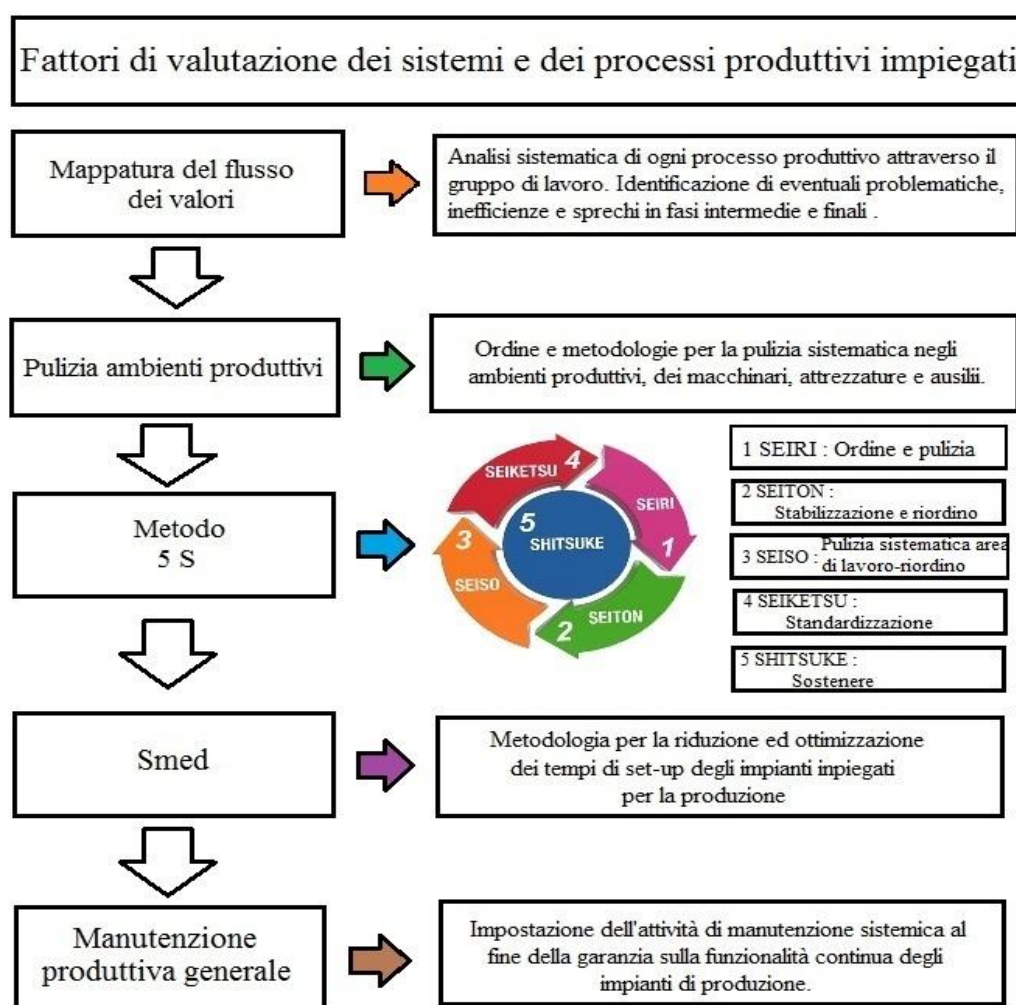 Fattori di valutazione dei sistemi e dei processi produttivi impiegati
Mappatura del flusso
dei valori
Analisi sistematica di ogni processo produttivo attraverso il
gruppo di lavoro. Identificazione di eventuali problematiche,
inefficienze e sprechi in fasi intermedie e finali .
Pulizia ambienti produttivi
Ordine e metodologie per la pulizia sistematica negli
ambienti produttivi, dei macchinari, attrezzature e ausilii.
Metodo
5 S
SEIKETSU 4
SEIRI
1
5
SHITSUKE
3
SEISO
SEITON
2
1 SEIRI : Ordine e pulizia
2 SEITON :
Stabilizzazione e riordino
3 SEISO : Pulizia sistematica area
di lavoro-riordino
4 SEIKETSU :
Standardizzazione
5 SHITSUKE :
Sostenere
Smed
Metodologia per la riduzione ed ottimizzazione
dei tempi di set-up degli impianti inpiegati
per la produzione
Manutenzione
produttiva generale
Impostazione dell'attività di manutenzione sistemica al
fine della garanzia sulla funzionalità continua degli
impianti di produzione.